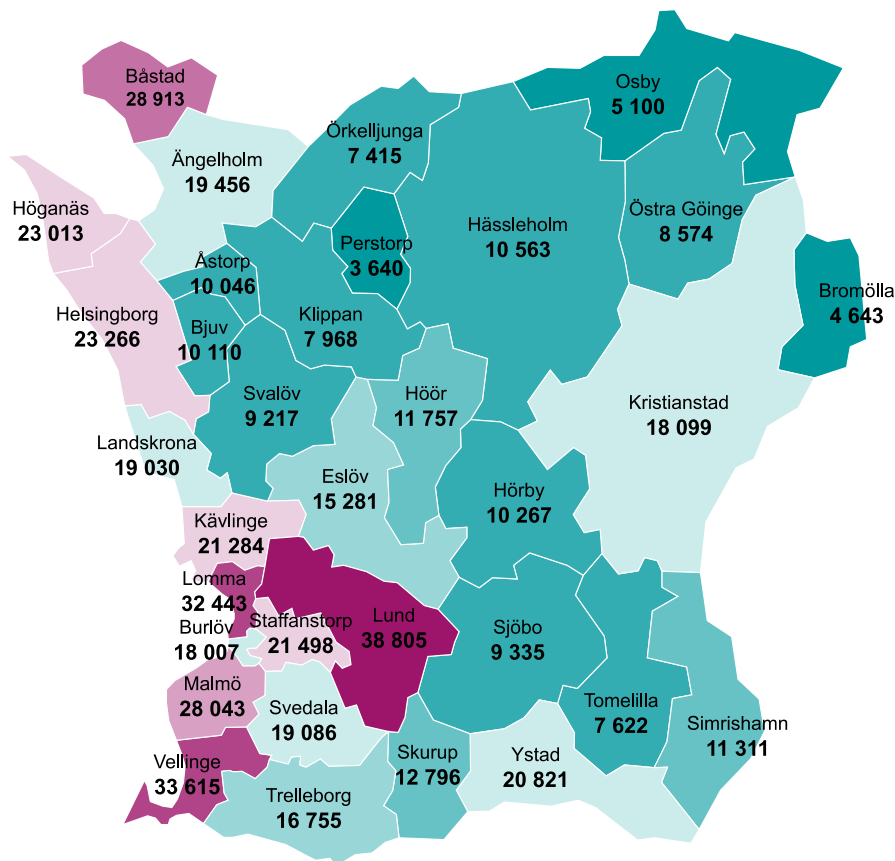 Båstad
28 913
Osby
5 100
Örkelljunga
7 415
Ängelholm
19 456
Höganäs
23 013
Östra Göinge
8 574
Hässleholm
10 563
Perstorp
3 640
Åstorp
10 046
Bromölla
4 643
Helsingborg
23 266
Bjuv
10 110
Klippan
7 968
Svalöv
9 217
Höör
11 757
Kristianstad
18 099
Landskrona
19 030
Eslöv
15 281
Hörby
10 267
Kävlinge
21 284
Lomma
32 443
Burlöv
18 007
Staffanstorp
21 498
Lund
38 805
Sjöbo
9 335
Malmö
28 043
Svedala
19 086
Tomelilla
7 622
Simrishamn
11 311
Vellinge
33 615
Skurup
12 796
Ystad
20 821
Trelleborg
16 755